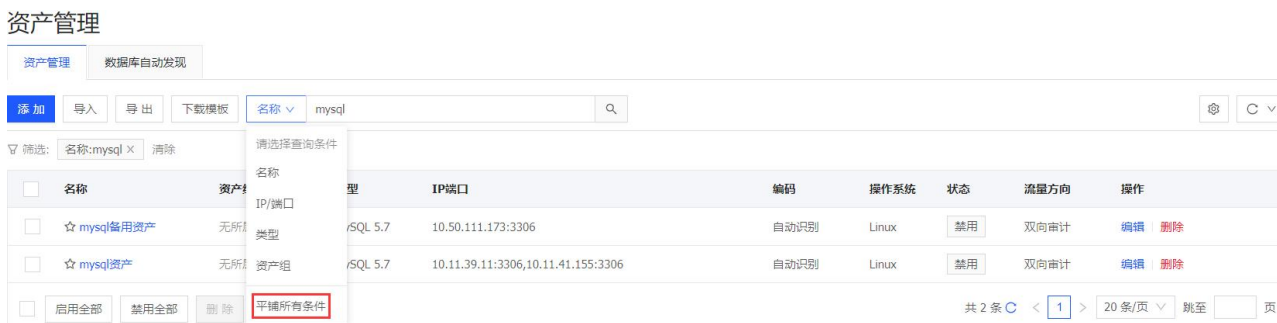 资产管理
资产管理 数据库自动发现
添加 导入 导出 下载模板 名称 mysql
请选择查询条件
筛选: 名称:mysql × 清除
名称
名称 资产 型 IP端口 编码 操作系统 状态 流量方向 操作
IP/端口
mysql备用资产 无所 SQL 5.7 10.50.111.173:3306 自动识别 Linux 禁用 双向审计 编辑 删除
类型
mysql资产 无所 SQL 5.7 10.11.39.11:3306,10.11.41.155:3306 自动识别 Linux 禁用 双向审计 编辑 删除
资产组
启用全部 禁用全部 删除 平铺所有条件 共 2 条 < 1 > 20 条/页 跳至 页